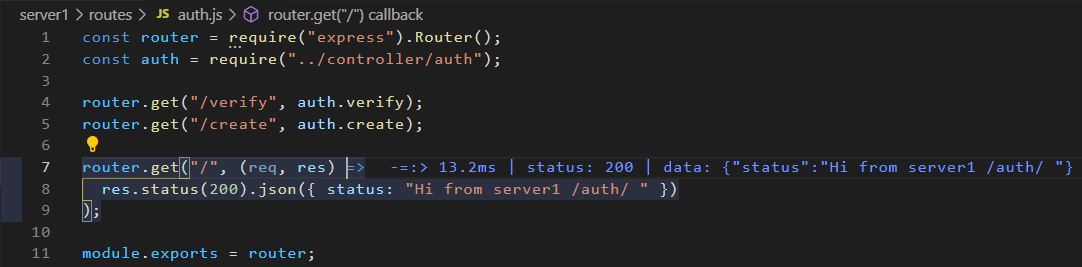 server1 > routes > JS auth.js > router.get("/") callback
1 const router = require("express").Router();
2 const auth = require("../controller/auth");
3
4 router.get("/verify", auth.verify);
5 router.get("/create", auth.create);
6
7 router.get("/", (req, res) => -=:> 13.2ms | status: 200 | data: {"status":"Hi from server1 /auth/ "}
8 res.status(200).json({ status: "Hi from server1 /auth/ " })
9 );
10
11 module.exports = router;